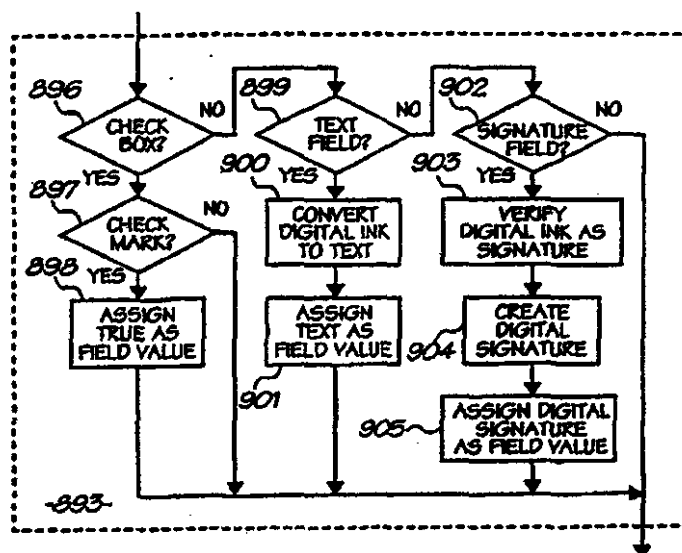 896
CHECK
BOX?
NO
YES
897
CHECK
MARK?
NO
YES
898
ASSIGN
TRUE AS
FIELD VALUE
899
TEXT
FIELD?
NO
YES
900
CONVERT
DIGITAL INK
TO TEXT
ASSIGN
TEXT AS
FIELD VALUE
901
902
SIGNATURE
FIELD?
NO
YES
903
VERIFY
DIGITAL INK AS
SIGNATURE
CREATE
DIGITAL
SIGNATURE
904
ASSIGN DIGITAL
SIGNATURE
AS FIELD VALUE
905
893